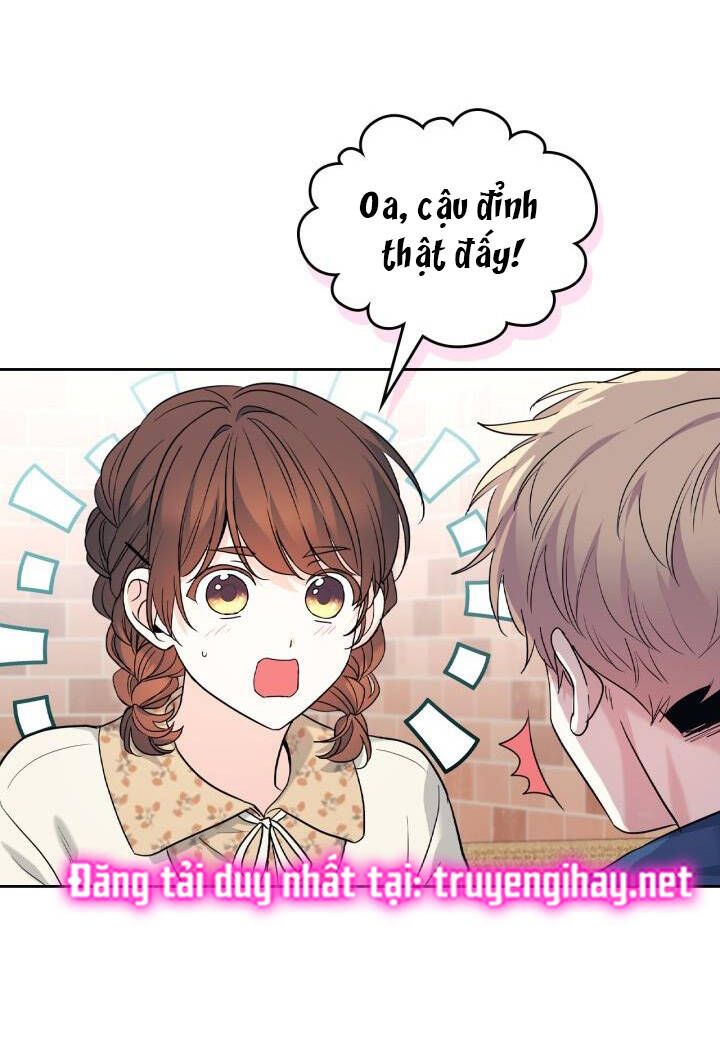 Oa, cậu đỉnh
thật đấy!
Đăng tải duy nhất tại: truyengihay.net